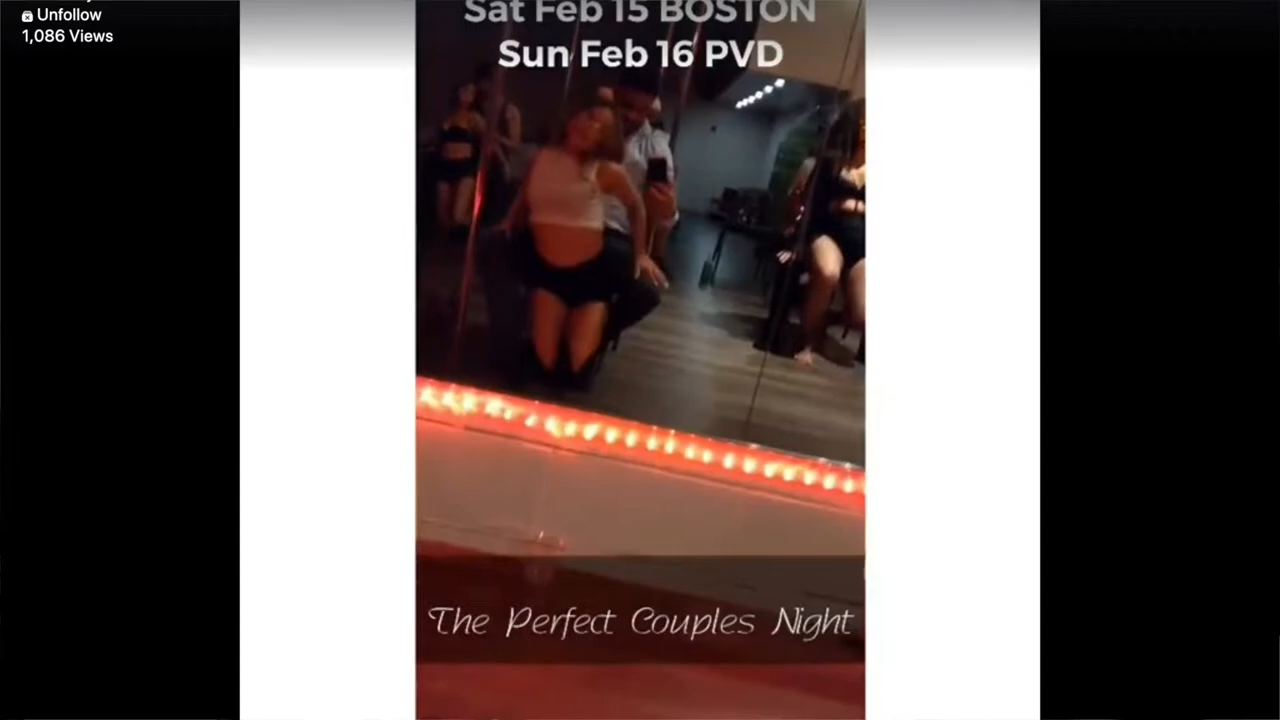 Unfollow
1,086 Views
Sat Feb 15 BOSTON
Sun Feb 16 PVD
The Perfect Couples Night